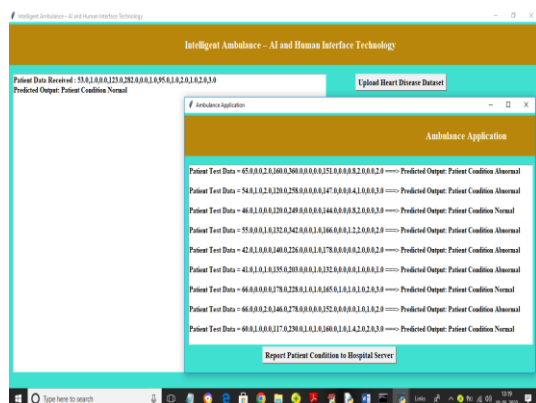 Intelligent Ambulance – AI and Human Interface Technology
Intelligent Ambulance – AI and Human Interface Technology
Patient Data Received : 53.0,1.0,0.0,123.0,282.0,0.0,1.0,95.0,1.0,2.0,1.0,2.0,3.0
Predicted Output: Patient Condition Normal
Upload Heart Disease Dataset
Ambulance Application
Ambulance Application
Patient Test Data = 65.0,0.0,2.0,160.0,360.0,0.0,0.0,151.0,0.0,0.8,2.0,0.0,2.0 ===> Predicted Output: Patient Condition Abnormal
Patient Test Data = 54.0,1.0,2.0,120.0,258.0,0.0,0.0,147.0,0.0,0.4,1.0,0.0,3.0 ===> Predicted Output: Patient Condition Abnormal
Patient Test Data = 46.0,1.0,0.0,120.0,249.0,0.0,0.0,144.0,0.0,0.8,2.0,0.0,3.0 ===> Predicted Output: Patient Condition Normal
Patient Test Data = 55.0,0.0,1.0,132.0,342.0,0.0,1.0,166.0,0.0,1.2,2.0,0.0,2.0 ===> Predicted Output: Patient Condition Abnormal
Patient Test Data = 42.0,1.0,0.0,140.0,226.0,0.0,1.0,178.0,0.0,0.0,2.0,0.0,2.0 ===> Predicted Output: Patient Condition Abnormal
Patient Test Data = 41.0,1.0,1.0,135.0,203.0,0.0,1.0,132.0,0.0,0.0,1.0,0.0,1.0 ===> Predicted Output: Patient Condition Abnormal
Patient Test Data = 66.0,0.0,0.0,178.0,228.0,1.0,1.0,165.0,1.0,1.0,1.0,2.0,3.0 ===> Predicted Output: Patient Condition Normal
Patient Test Data = 66.0,0.0,2.0,146.0,278.0,0.0,0.0,152.0,0.0,0.0,1.0,1.0,2.0 ===> Predicted Output: Patient Condition Abnormal
Patient Test Data = 60.0,1.0,0.0,117.0,230.0,1.0,1.0,160.0,1.0,1.4,2.0,2.0,3.0 ===> Predicted Output: Patient Condition Normal
Report Patient Condition to Hospital Server
Type here to search
Links